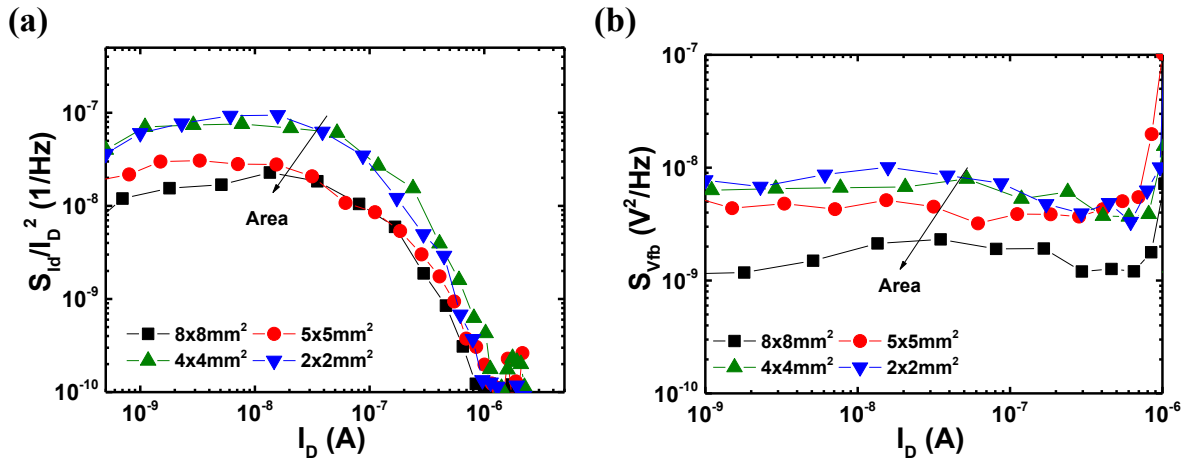 (a)
S_Id/I_D^2 (1/Hz)
10^-7
10^-8
10^-9
10^-10
Area
8x8mm^2 5x5mm^2
4x4mm^2 2x2mm^2
10^-9 10^-8 10^-7 10^-6
I_D (A)
(b)
S_Vfb (V^2/Hz)
10^-7
10^-8
10^-9
10^-10
Area
8x8mm^2 5x5mm^2
4x4mm^2 2x2mm^2
10^-9 10^-8 10^-7 10^-6
I_D (A)